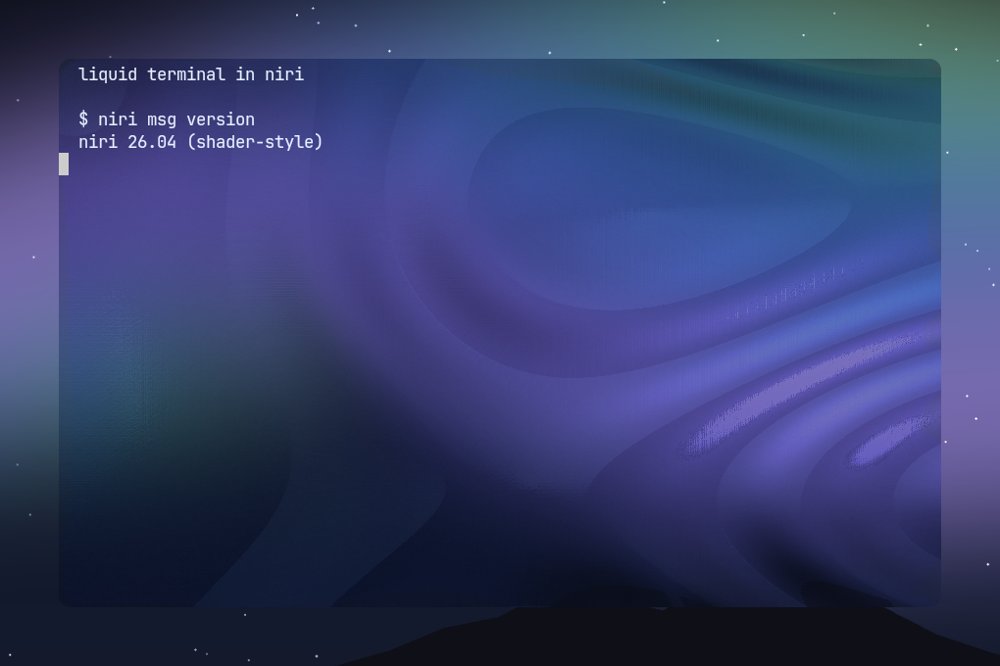 liquid terminal in niri
$ niri msg version
niri 26.04 (shader-style)